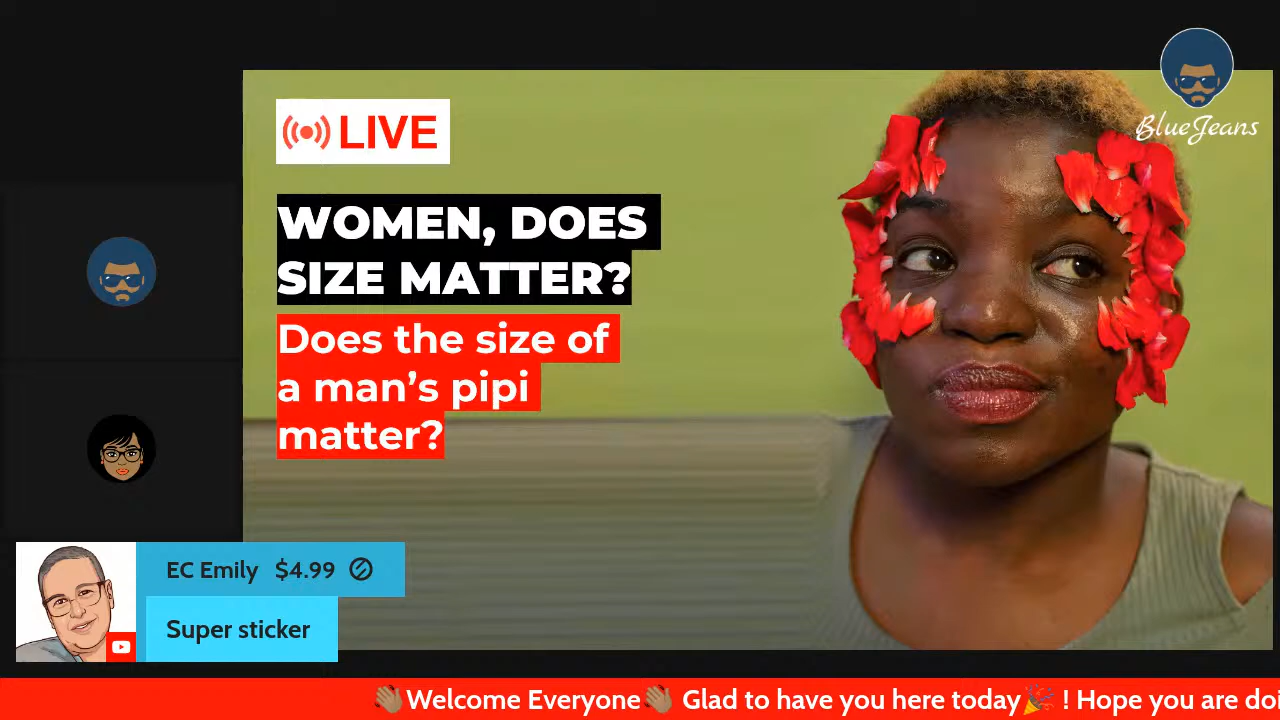 BlueJeans
LIVE
WOMEN, DOES
SIZE MATTER?
Does the size of
a man's pipi
matter?
EC Emily $4.99
Super sticker
👋🏽Welcome Everyone👋🏽 Glad to have you here today🎉 ! Hope you are doi